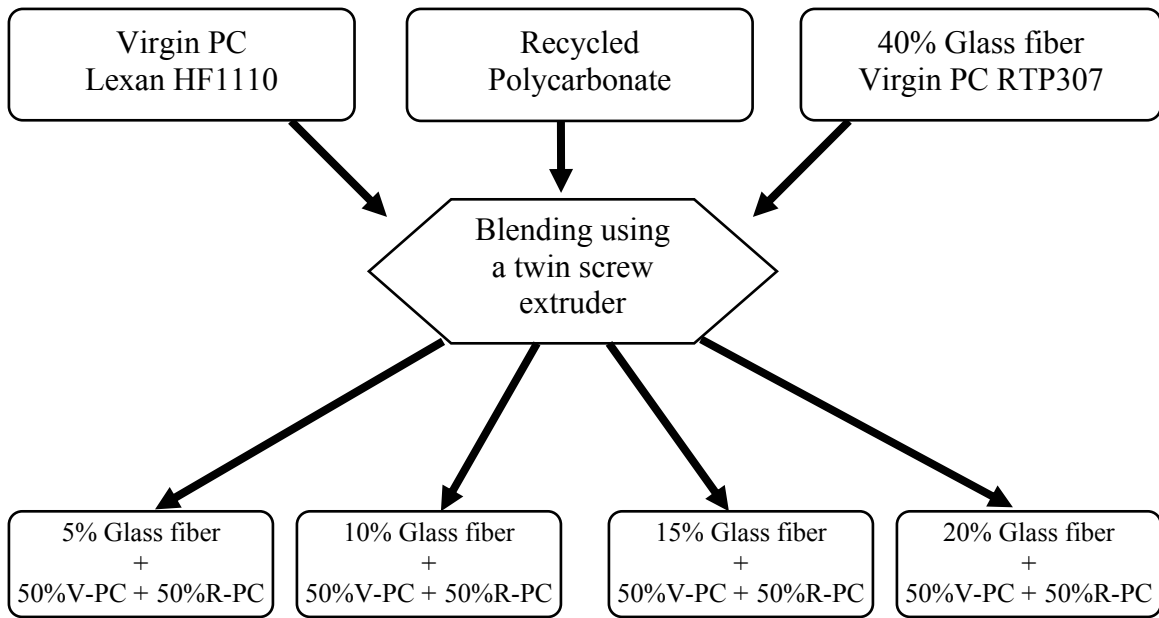 Virgin PC
Lexan HF1110
Recycled
Polycarbonate
40% Glass fiber
Virgin PC RTP307
Blending using
a twin screw
extruder
5% Glass fiber
+
50%V-PC + 50%R-PC
10% Glass fiber
+
50%V-PC + 50%R-PC
15% Glass fiber
+
50%V-PC + 50%R-PC
20% Glass fiber
+
50%V-PC + 50%R-PC